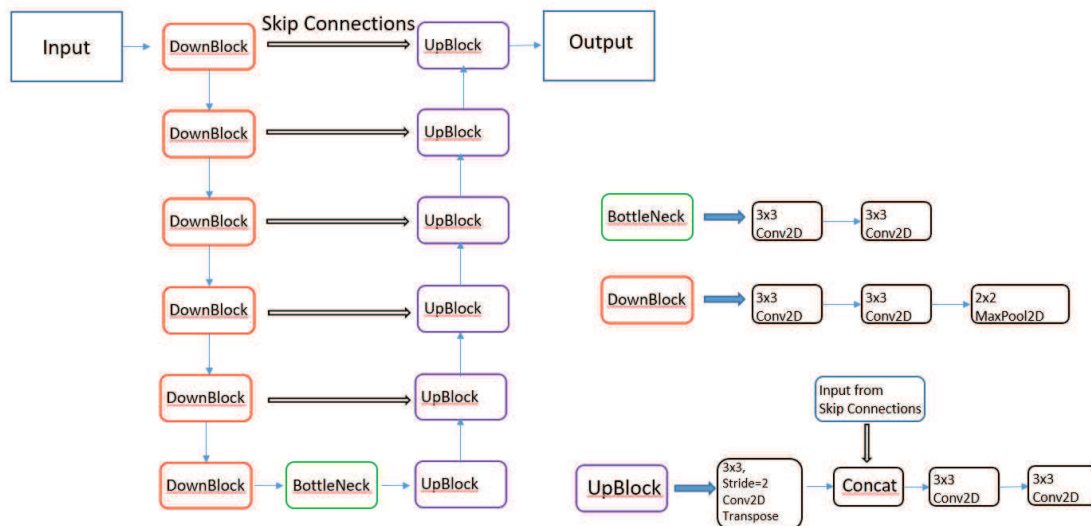 Skip Connections
Input
DownBlock
UpBlock
Output
DownBlock
UpBlock
DownBlock
UpBlock
DownBlock
UpBlock
DownBlock
UpBlock
DownBlock
BottleNeck
UpBlock
BottleNeck
3x3
Conv2D
3x3
Conv2D
DownBlock
3x3
Conv2D
3x3
Conv2D
2x2
MaxPool2D
Input from
Skip Connections
UpBlock
3x3,
Stride=2
Conv2D
Transpose
Concat
3x3
Conv2D
3x3
Conv2D